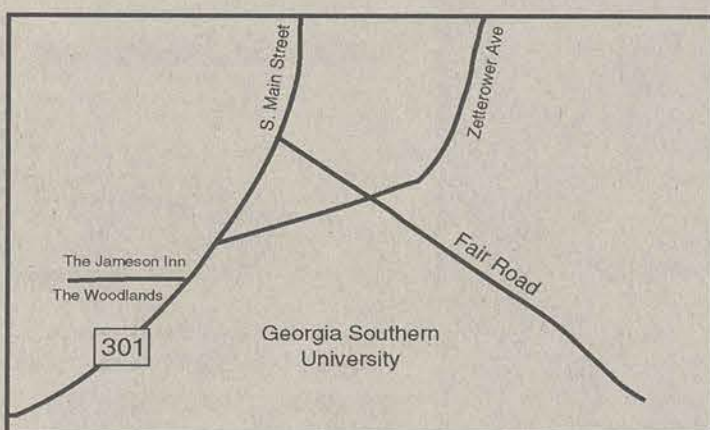 S. Main Street
Zetterower Ave
Fair Road
The Jameson Inn
The Woodlands
301
Georgia Southern
University